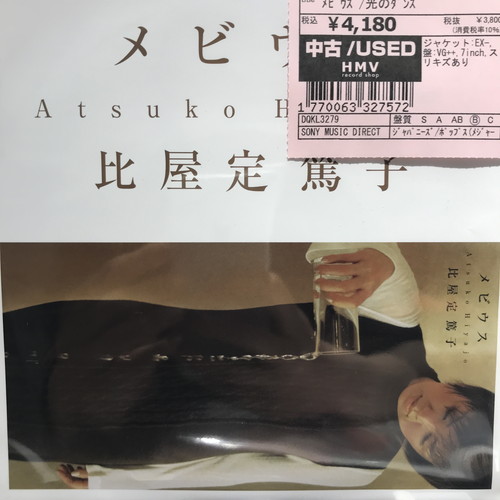 メビウ
Atsuko H
比屋定篤子
メビウス/光のダンス
税込 ¥4,180
税抜 ¥3,80
(消費税率10%
中古/USED
HMV
record shop
ジャケット:EX-,
盤:VG++,7inch,ス
リキズあり
1770063327572
DQKL3279
盤質 S A AB B C
SONY MUSIC DIRECT
ジャパニーズ/ポップス(メジャー
メビウス
Atsuko Hiyajo
比屋定篤子